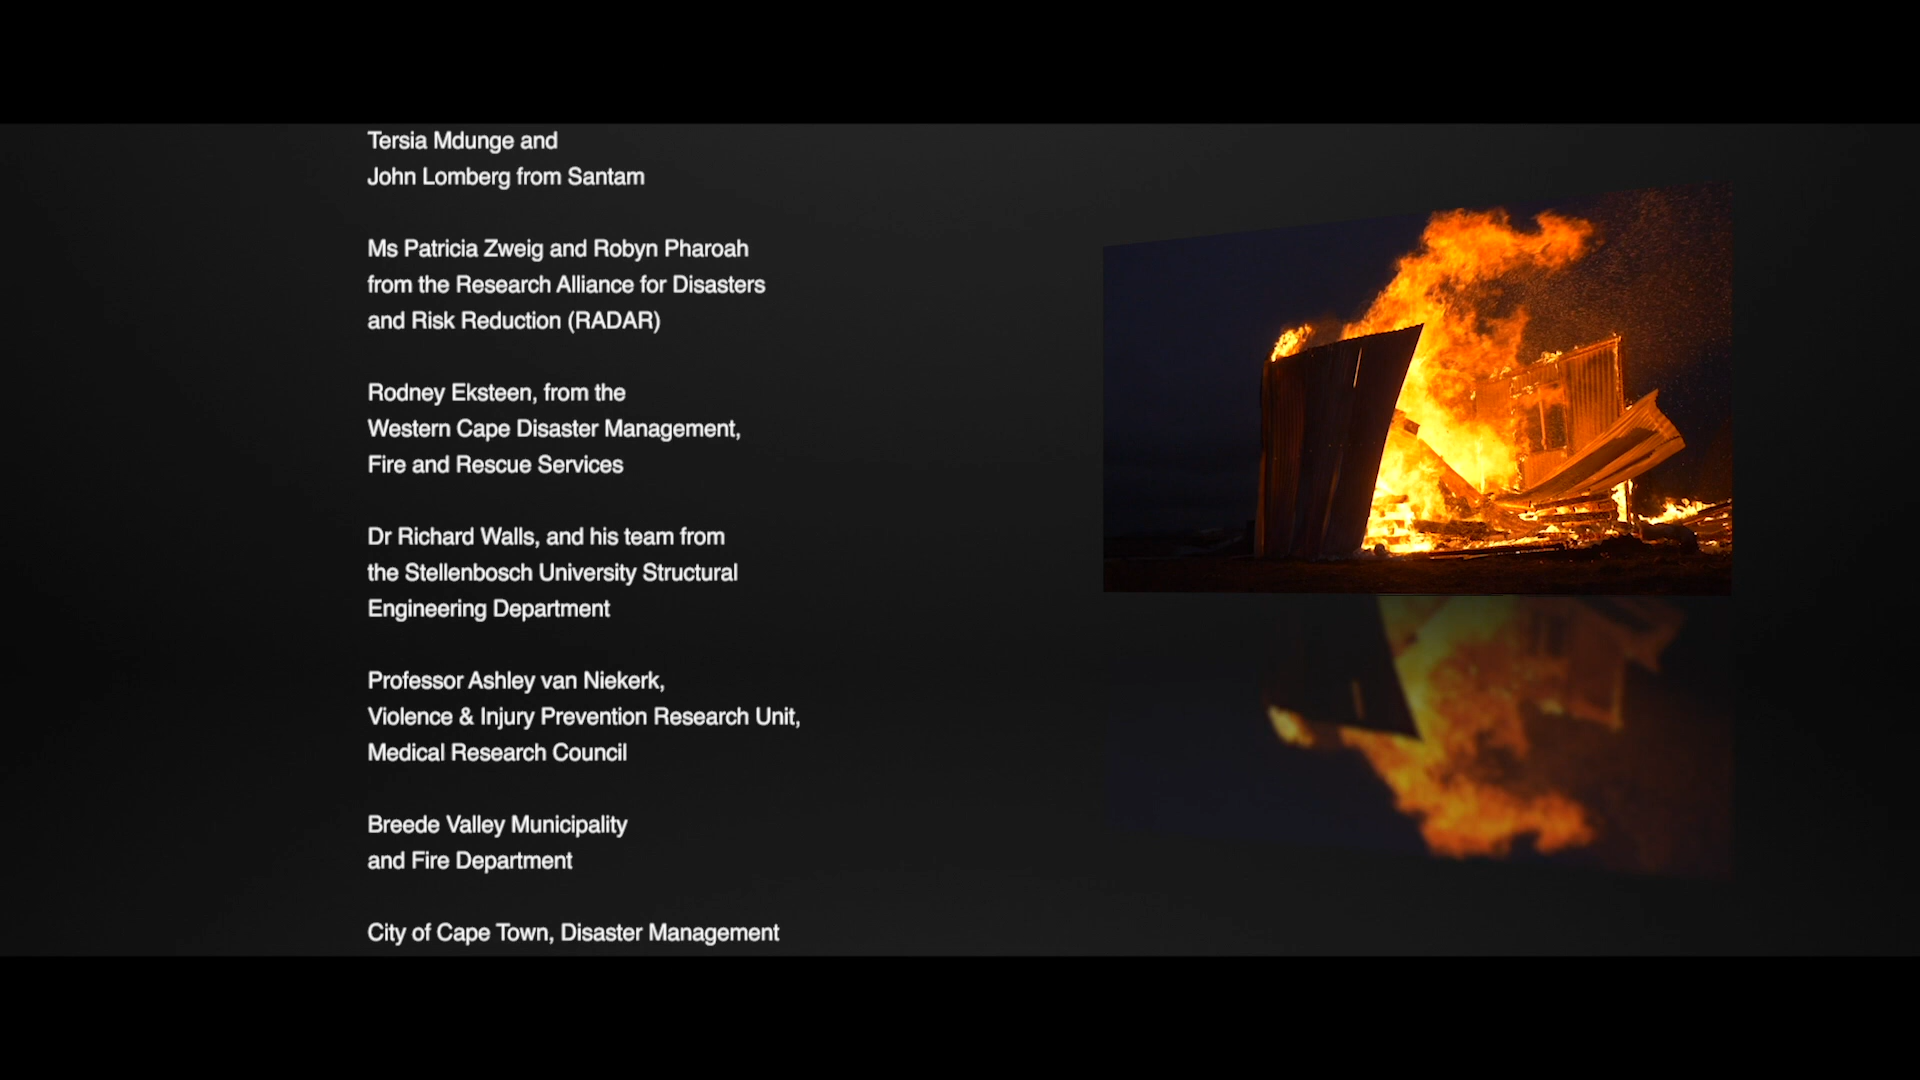 Tersia Mdunge and
John Lomberg from Santam
Ms Patricia Zweig and Robyn Pharoah
from the Research Alliance for Disasters
and Risk Reduction (RADAR)
Rodney Eksteen, from the
Western Cape Disaster Management,
Fire and Rescue Services
Dr Richard Walls, and his team from
the Stellenbosch University Structural
Engineering Department
Professor Ashley van Niekerk,
Violence & Injury Prevention Research Unit,
Medical Research Council
Breede Valley Municipality
and Fire Department
City of Cape Town, Disaster Management